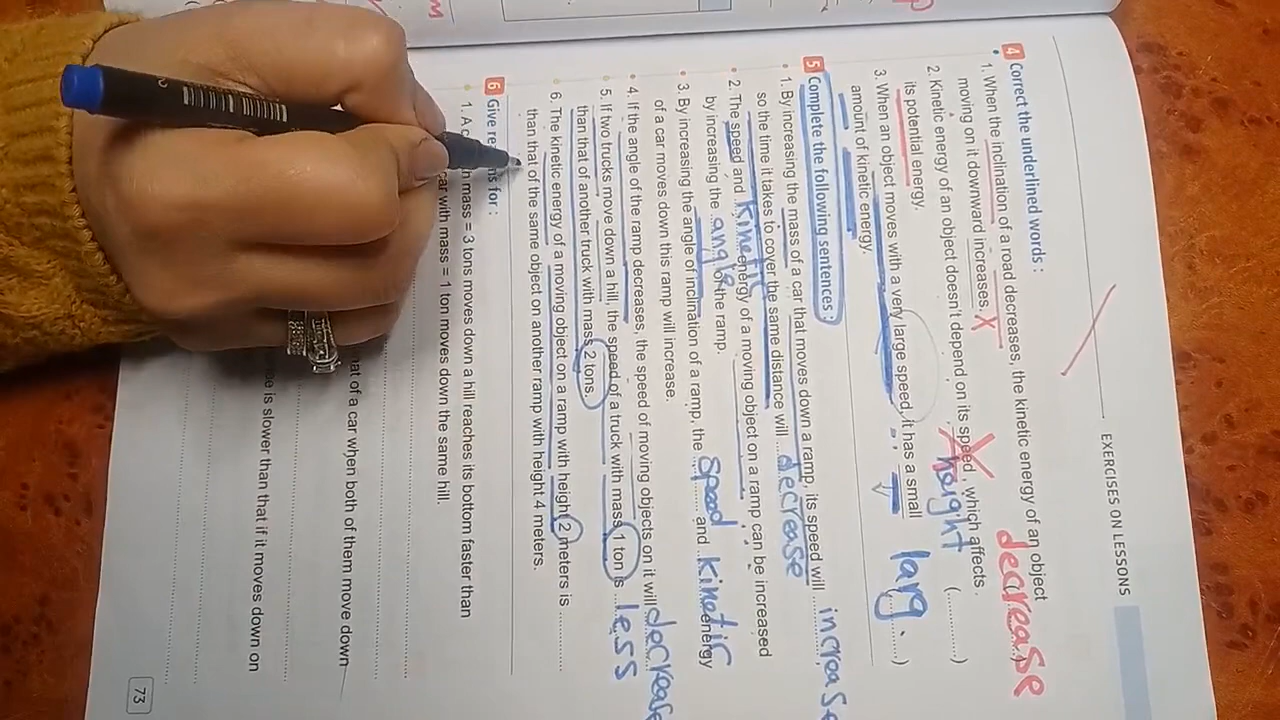 EXERCISES ON LESSONS
4 Correct the underlined words :
1. When the inclination of a road decreases, the kinetic energy of an object
moving on it downward increases. X decrease
2. Kinetic energy of an object doesn't depend on its speed, which affects
its potential energy. height (..........)
3. When an object moves with a very large speed, it has a small
amount of kinetic energy. larg. (..........)
5 Complete the following sentences :
1. By increasing the mass of a car that moves down a ramp, its speed will increase
so the time it takes to cover the same distance will decrease
2. The speed and kinetic energy of a moving object on a ramp can be increased
by increasing the angle of the ramp.
3. By increasing the angle of inclination of a ramp, the speed and kinetic energy
of a car moves down this ramp will increase.
4. If the angle of the ramp decreases, the speed of moving objects on it will decrease
5. If two trucks move down a hill, the speed of a truck with mass 1 ton is less
than that of another truck with mass 2 tons.
6. The kinetic energy of a moving object on a ramp with height 2 meters is ..........
than that of the same object on another ramp with height 4 meters.
6 Give for :
1. A mass = 3 tons moves down a hill reaches its bottom faster than
car with mass = 1 ton moves down the same hill.
hat of a car when both of them move down
e is slower than that if it moves down on
73